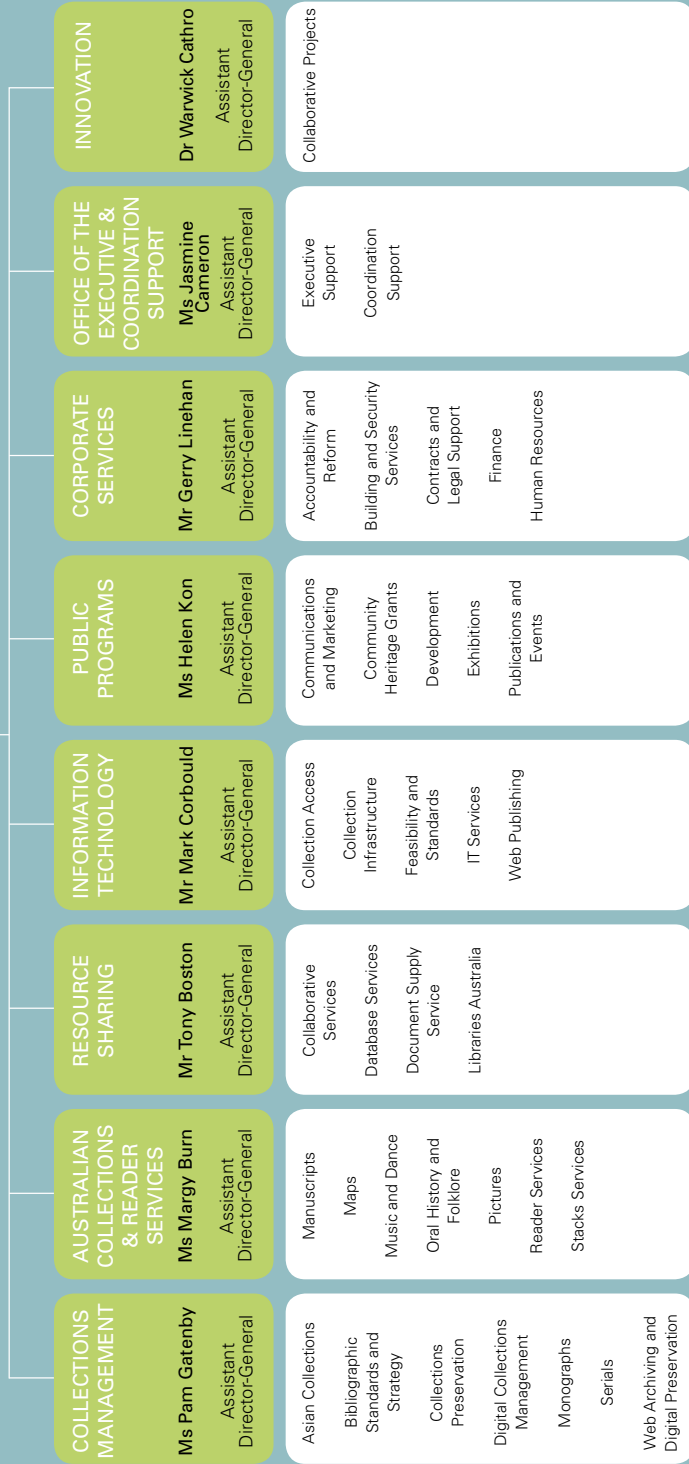 COLLECTIONS
MANAGEMENT
Ms Pam Gatenby
Assistant
Director-General
Asian Collections
Bibliographic
Standards and
Strategy
Collections
Preservation
Digital Collections
Management
Monographs
Serials
Web Archiving and
Digital Preservation
AUSTRALIAN
COLLECTIONS
& READER
SERVICES
Ms Margy Burn
Assistant
Director-General
Manuscripts
Maps
Music and Dance
Oral History and
Folklore
Pictures
Reader Services
Stacks Services
RESOURCE
SHARING
Mr Tony Boston
Assistant
Director-General
Collaborative
Services
Database Services
Document Supply
Service
Libraries Australia
INFORMATION
TECHNOLOGY
Mr Mark Corbould
Assistant
Director-General
Collection Access
Collection
Infrastructure
Feasibility and
Standards
IT Services
Web Publishing
PUBLIC
PROGRAMS
Ms Helen Kon
Assistant
Director-General
Communications
and Marketing
Community
Heritage Grants
Development
Exhibitions
Publications and
Events
CORPORATE
SERVICES
Mr Gerry Linehan
Assistant
Director-General
Accountability and
Reform
Building and Security
Services
Contracts and
Legal Support
Finance
Human Resources
OFFICE OF THE
EXECUTIVE &
COORDINATION
SUPPORT
Ms Jasmine
Cameron
Assistant
Director-General
Executive
Support
Coordination
Support
INNOVATION
Dr Warwick Cathro
Assistant
Director-General
Collaborative Projects